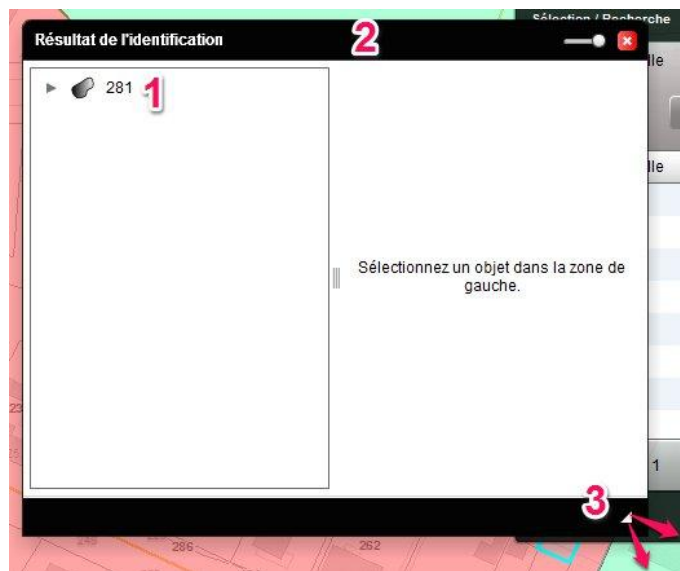 Sélection / Recherche
Résultat de l'identification
2
lle
281
1
lle
Sélectionnez un objet dans la zone de
gauche.
23
1
3
286
262